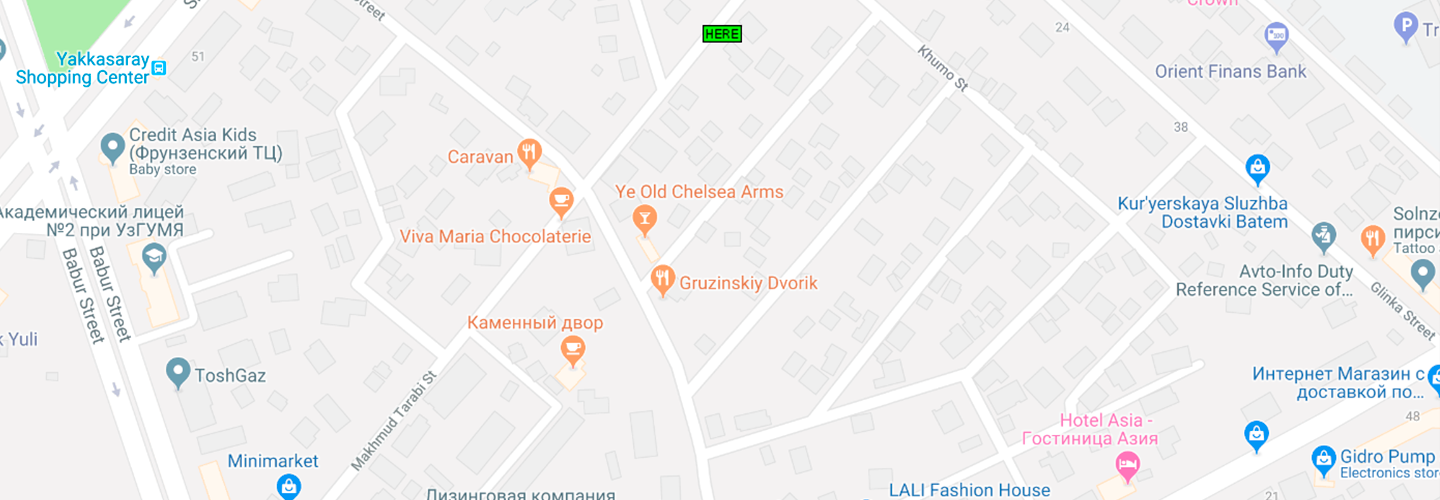 Street
HERE
Crown
Yakkasaray
Shopping Center
51
24
Khumo St
Orient Finans Bank
Credit Asia Kids
(Фрунзенский ТЦ)
Baby store
Caravan
38
Ye Old Chelsea Arms
Kur'yerskaya Sluzhba
Dostavki Batem
Академический лицей
№2 при УзГУМЯ
Viva Maria Chocolaterie
Babur Street
Babur Street
Gruzinskiy Dvorik
Avto-Info Duty
Reference Service of...
Glinka Street
Каменный двор
Yuli
ToshGaz
Makhmud Tarabi St
Интернет Магазин с
доставкой по...
48
Hotel Asia -
Гостиница Азия
Minimarket
Gidro Pump
Electronics store
LALI Fashion House
21
Лизинговая компания
Tattoo